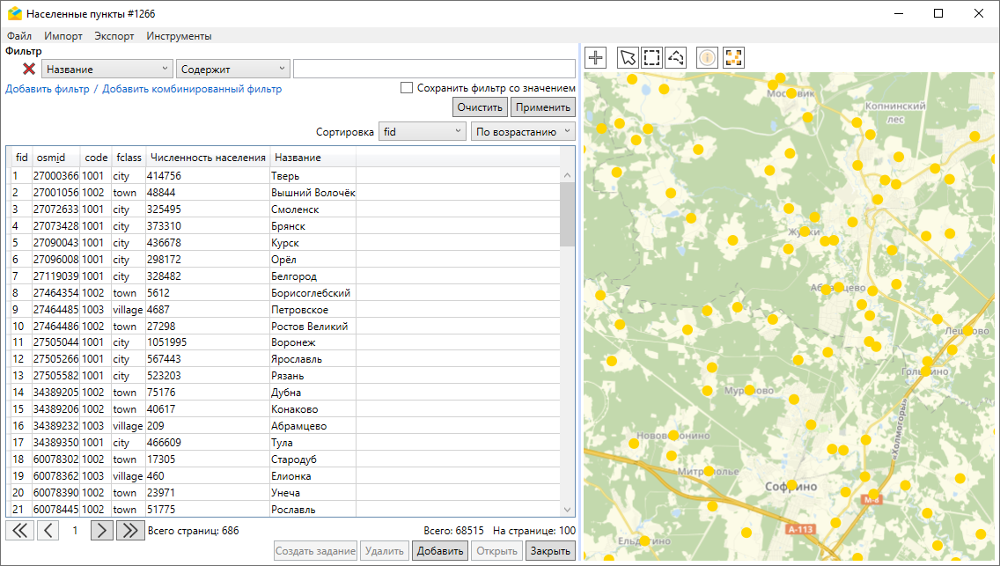 Населенные пункты #1266
Файл Импорт Экспорт Инструменты
Фильтр
Название Содержит
Добавить фильтр / Добавить комбинированный фильтр
Сохранить фильтр со значением
Очистить Применить
Сортировка fid По возрастанию
fid osmid code fclass Численность населения Название
1 27000366 1001 city 414756 Тверь
2 27001056 1002 town 48844 Вышний Волочёк
3 27072633 1001 city 325495 Смоленск
4 27073428 1001 city 373310 Брянск
5 27090043 1001 city 436678 Курск
6 27096008 1001 city 298172 Орёл
7 27119039 1001 city 328482 Белгород
8 27464354 1002 town 5612 Борисоглебский
9 27464485 1003 village 4687 Петровское
10 27464486 1002 town 27298 Ростов Великий
11 27505044 1001 city 1051995 Воронеж
12 27505266 1001 city 567443 Ярославль
13 27505582 1001 city 523203 Рязань
14 34389205 1002 town 75176 Дубна
15 34389206 1002 town 40617 Конаково
16 34389232 1003 village 209 Абрамцево
17 34389350 1001 city 466609 Тула
18 60078302 1002 town 17305 Стародуб
19 60078362 1003 village 460 Елионка
20 60078390 1002 town 23971 Унеча
21 60078445 1002 town 51775 Рославль
1 Всего страниц: 686 Всего: 68515 На странице: 100
Создать задание Удалить Добавить Открыть Закрыть
Копнинский
лес
Абрамцево
Мураново
Митрополье
Софрино
«Холмогоры»
М-8
А-113